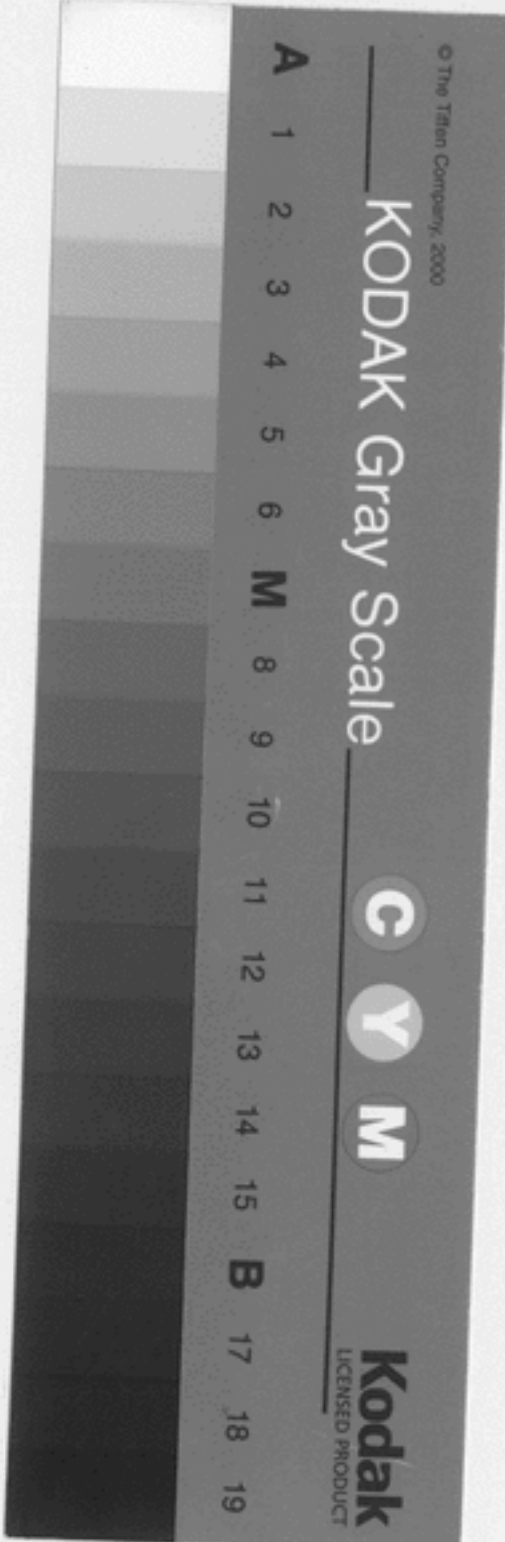 © The Tiffen Company, 2000
KODAK Gray Scale
C Y M
Kodak
LICENSED PRODUCT
A 1 2 3 4 5 6 M 8 9 10 11 12 13 14 15 B 17 18 19